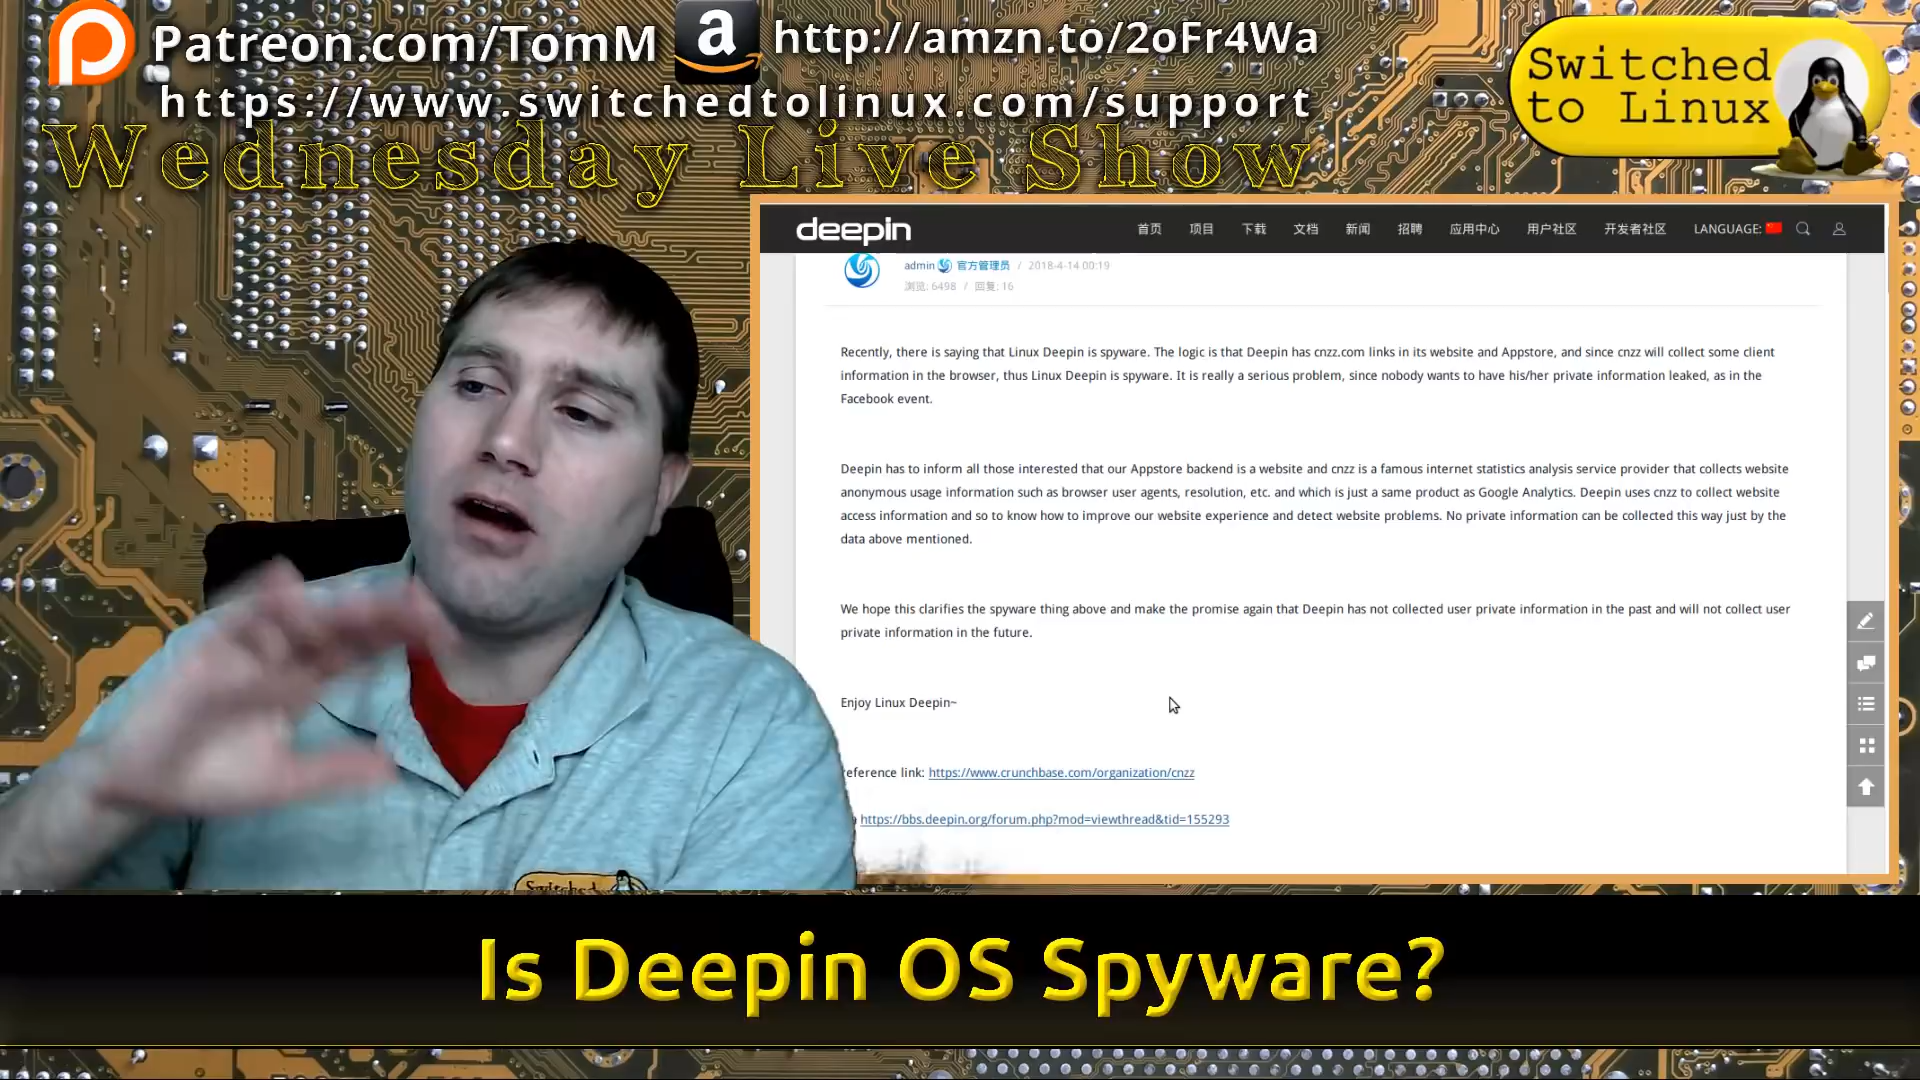 Patreon.com/TomM a http://amzn.to/2oFr4Wa
https://www.switchedtolinux.com/support
Wednesday Live Show
Switched
to Linux
deepin 首页 项目 下载 文档 新闻 招聘 应用中心 用户社区 开发者社区 LANGUAGE:
admin 官方管理员 / 2018-4-14 00:19
浏览: 6498 / 回复: 16
Recently, there is saying that Linux Deepin is spyware. The logic is that Deepin has cnzz.com links in its website and Appstore, and since cnzz will collect some client
information in the browser, thus Linux Deepin is spyware. It is really a serious problem, since nobody wants to have his/her private information leaked, as in the
Facebook event.
Deepin has to inform all those interested that our Appstore backend is a website and cnzz is a famous internet statistics analysis service provider that collects website
anonymous usage information such as browser user agents, resolution, etc. and which is just a same product as Google Analytics. Deepin uses cnzz to collect website
access information and so to know how to improve our website experience and detect website problems. No private information can be collected this way just by the
data above mentioned.
We hope this clarifies the spyware thing above and make the promise again that Deepin has not collected user private information in the past and will not collect user
private information in the future.
Enjoy Linux Deepin~
eference link: https://www.crunchbase.com/organization/cnzz
https://bbs.deepin.org/forum.php?mod=viewthread&tid=155293
Switched
Is Deepin OS Spyware?